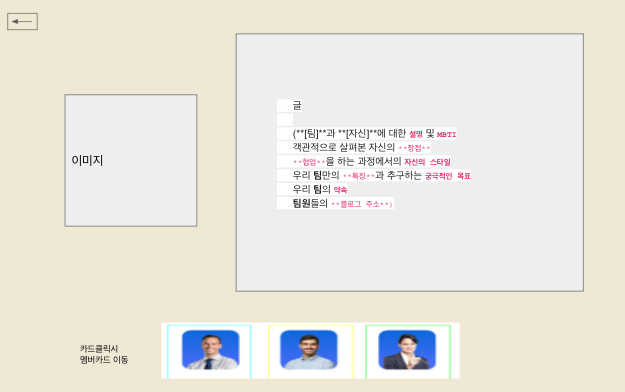 이미지
글
(**[팀]**과 **[자신]**에 대한 설명 및 MBTI
객관적으로 살펴본 자신의 **장점**
**협업**을 하는 과정에서의 자신의 스타일
우리 팀만의 **특징**과 추구하는 궁극적인 목표
우리 팀의 약속
팀원들의 **블로그 주소**)
카드클릭시
멤버카드 이동